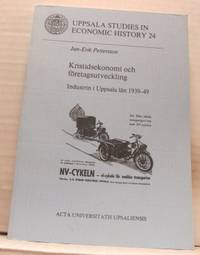 UPPSALA STUDIES IN
ECONOMIC HISTORY 24
Jan-Erik Pettersson
Kristidsekonomi och
företagsutveckling
Industrin i Uppsala län 1939-49
NV-CYKELN
ACTA UNIVERSITATIS UPSALIENSIS